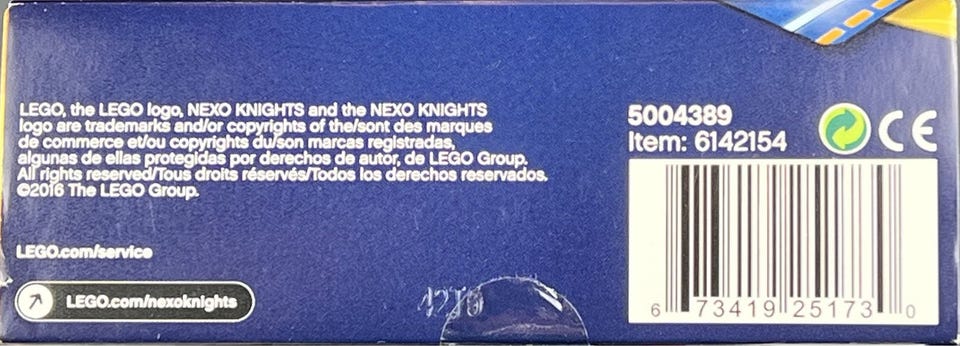 LEGO, the LEGO logo, NEXO KNIGHTS and the NEXO KNIGHTS
logo are trademarks and/or copyrights of the/sont des marques
de commerce et/ou copyrights du/son marcas registradas,
algunas de ellas protegidas por derechos de autor, de LEGO Group.
All rights reserved/Tous droits réservés/Todos los derechos reservados.
©2016 The LEGO Group.
LEGO.com/service
LEGO.com/nexoknights
5004389
Item: 6142154
CE
6 73419 25173 0